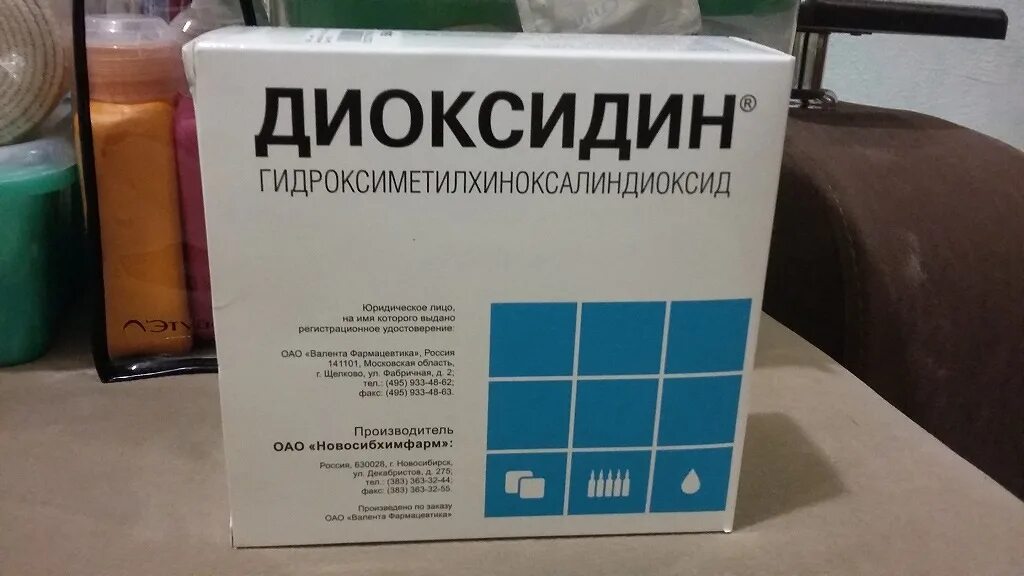 ДИОКСИДИН®
ГИДРОКСИМЕТИЛХИНОКСАЛИНДИОКСИД
Юридическое лицо,
на имя которого выдано
регистрационное удостоверение:
ОАО «Валента Фармацевтика», Россия
141101, Московская область,
г. Щелково, ул. Фабричная, д. 2;
тел.: (495) 933-48-62;
факс: (495) 933-48-63.
Производитель
ОАО «Новосибхимфарм»:
Россия, 630028, г. Новосибирск,
ул. Декабристов, д. 275;
тел.: (383) 363-32-44;
факс: (383) 363-32-55.
Произведено по заказу
ОАО «Валента Фармацевтика»
ЛЭТУ